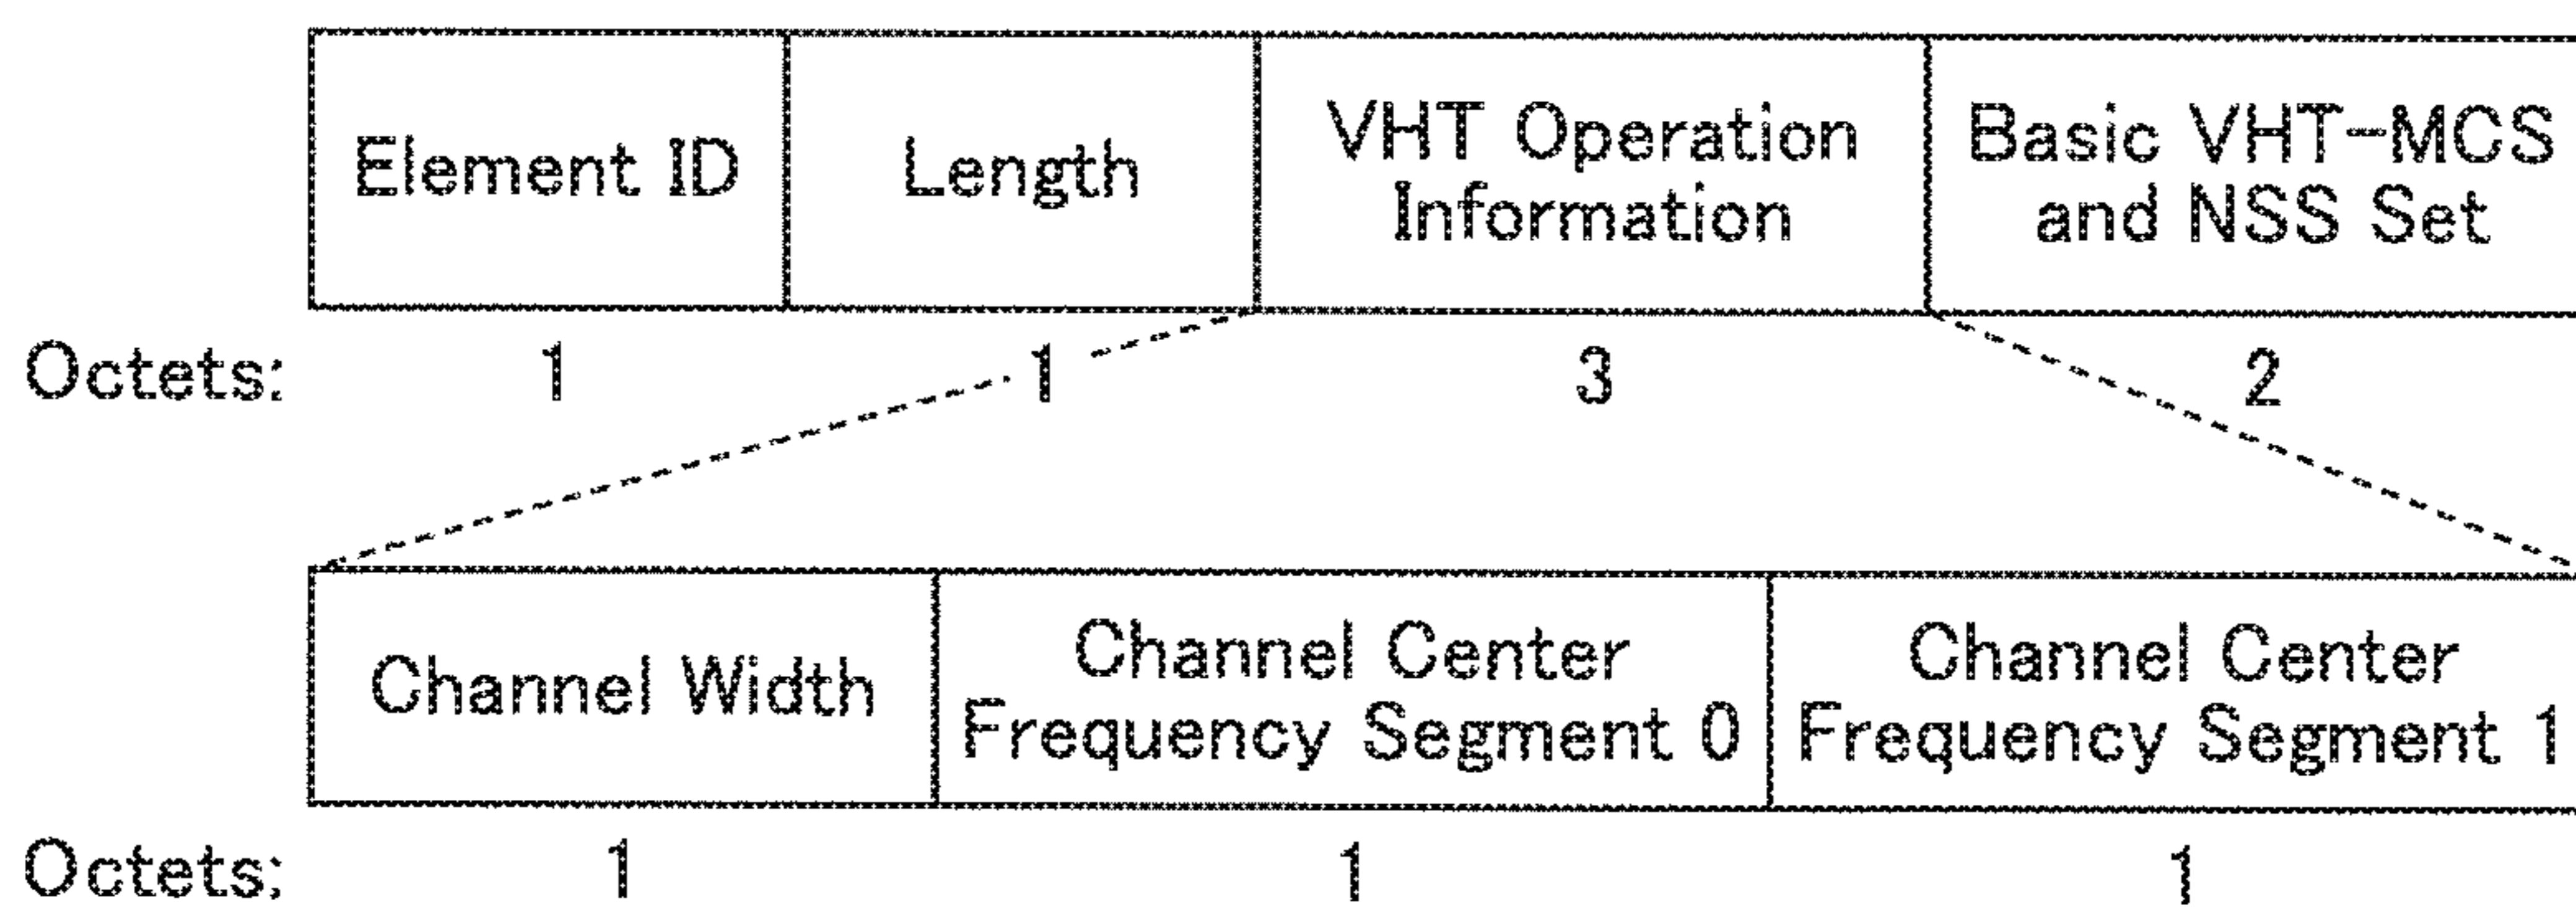 Element ID
Length
VHT Operation
Information
Basic VHT-MCS
and NSS Set
Octets: 1 1 3 2
Channel Width
Channel Center
Frequency Segment 0
Channel Center
Frequency Segment 1
Octets: 1 1 1